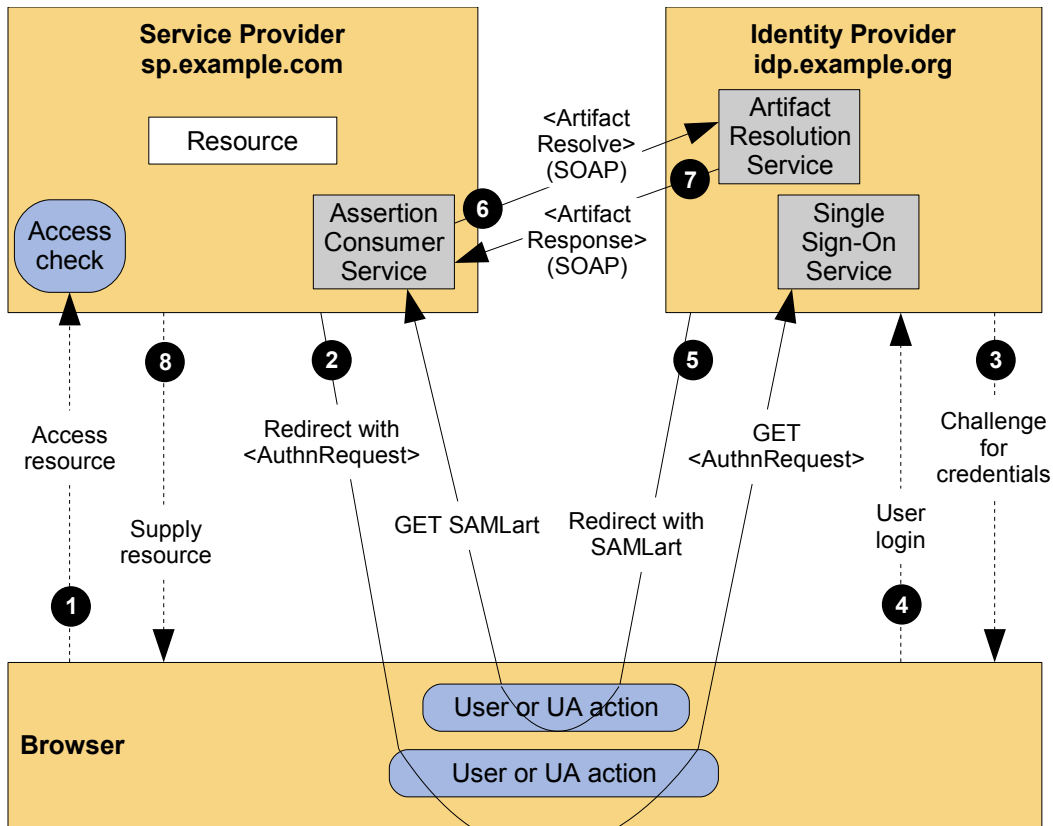 Service Provider
sp.example.com
Identity Provider
idp.example.org
Resource
Artifact
Resolution
Service
<Artifact
Resolve>
(SOAP)
6
7
Access
check
Assertion
Consumer
Service
<Artifact
Response>
(SOAP)
Single
Sign-On
Service
8
2
5
3
Access
resource
Redirect with
<AuthnRequest>
GET
<AuthnRequest>
Challenge
for
credentials
Supply
resource
GET SAMLart
Redirect with
SAMLart
User
login
1
4
User or UA action
Browser
User or UA action